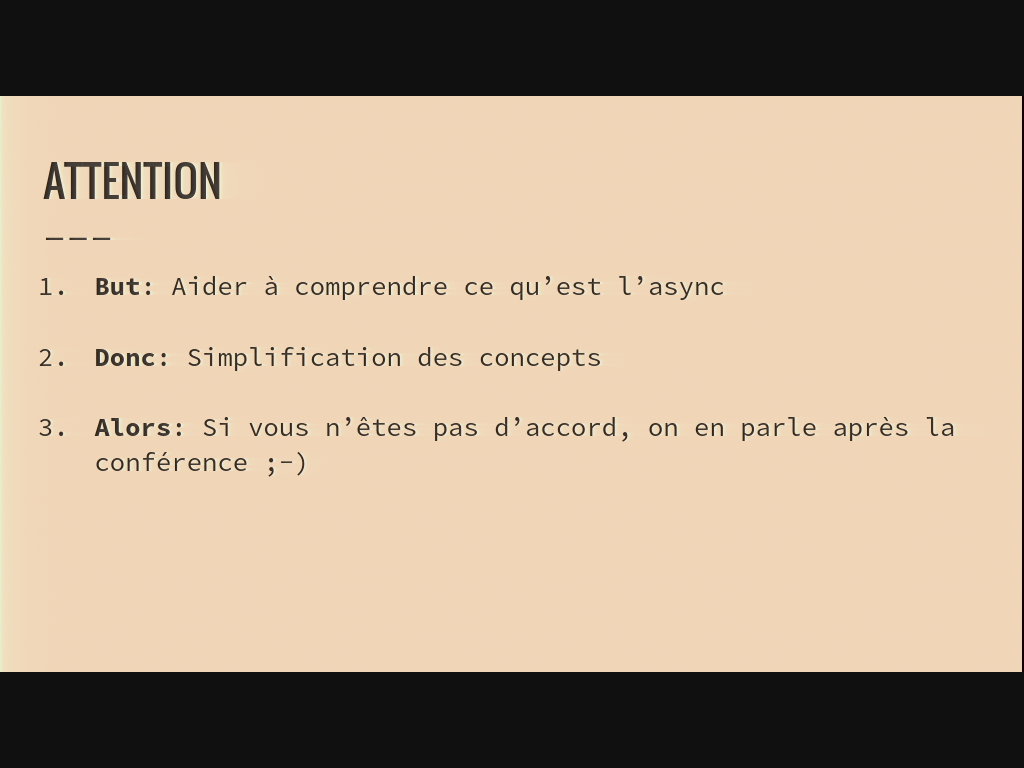 ATTENTION
___
1. But: Aider à comprendre ce qu’est l’async
2. Donc: Simplification des concepts
3. Alors: Si vous n’êtes pas d’accord, on en parle après la
conférence ;-)